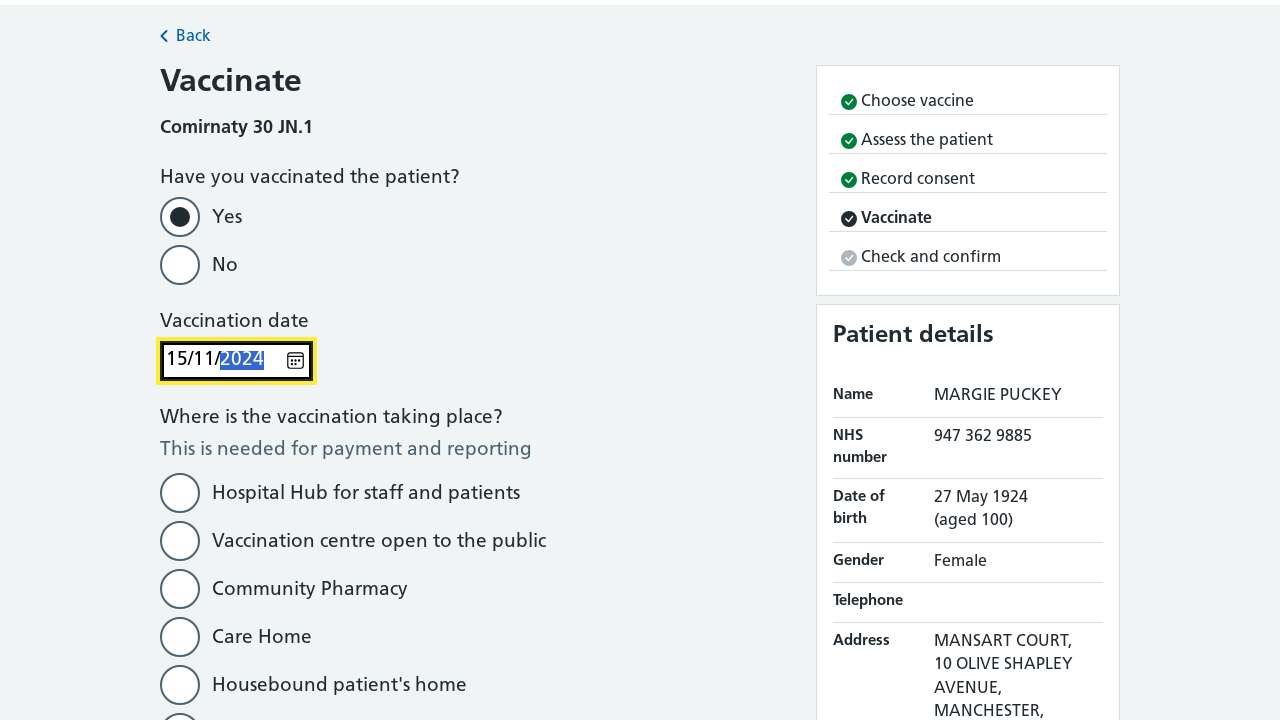 Back
Vaccinate
Comirnaty 30 JN.1
Have you vaccinated the patient?
Yes
No
Vaccination date
15/11/2024
Where is the vaccination taking place?
This is needed for payment and reporting
Hospital Hub for staff and patients
Vaccination centre open to the public
Community Pharmacy
Care Home
Housebound patient's home
Choose vaccine
Assess the patient
Record consent
Vaccinate
Check and confirm
Patient details
Name MARGIE PUCKEY
NHS number 947 362 9885
Date of birth 27 May 1924
(aged 100)
Gender Female
Telephone
Address MANSART COURT,
10 OLIVE SHAPLEY
AVENUE,
MANCHESTER,